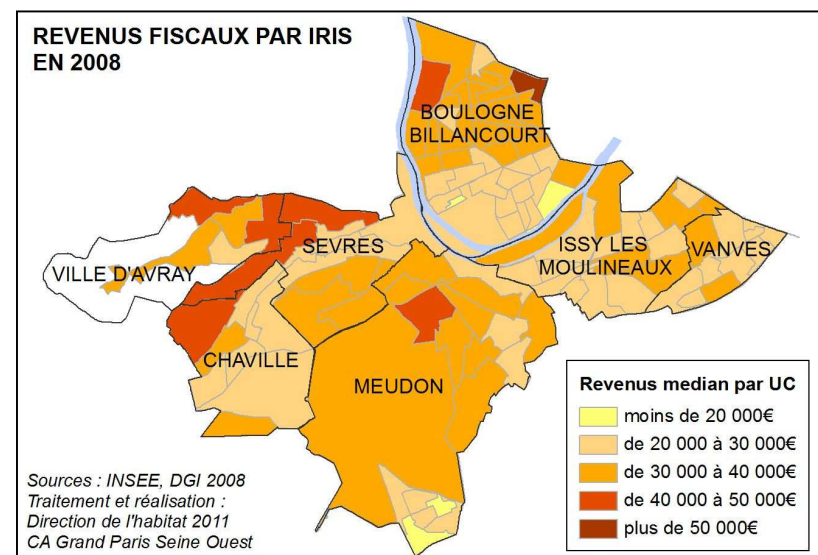 REVENUS FISCAUX PAR IRIS
EN 2008
BOULOGNE
BILLANCOURT
SEVRES
ISSY LES
MOULINEAUX
VANVES
VILLE D'AVRAY
CHAVILLE
MEUDON
Revenus median par UC
moins de 20 000€
de 20 000 à 30 000€
de 30 000 à 40 000€
de 40 000 à 50 000€
plus de 50 000€
Sources : INSEE, DGI 2008
Traitement et réalisation :
Direction de l'habitat 2011
CA Grand Paris Seine Ouest